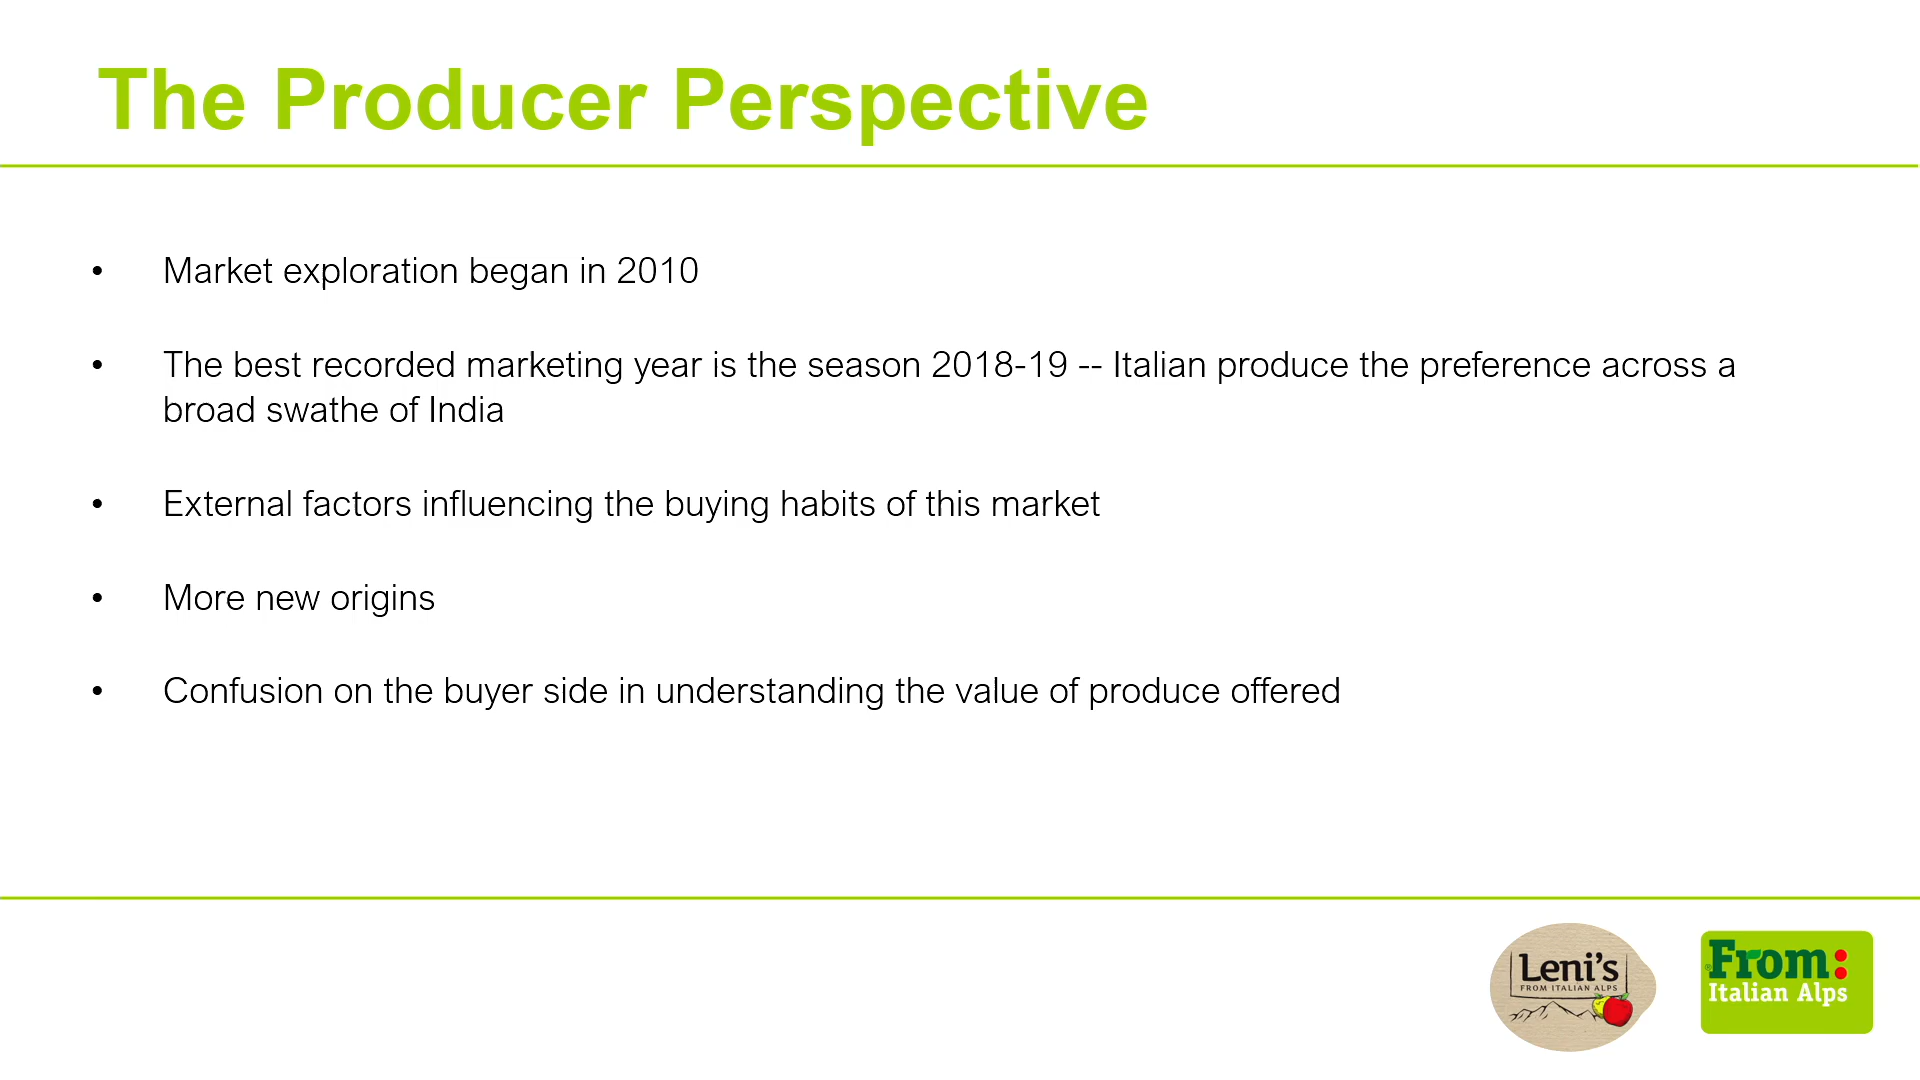 The Producer Perspective
• Market exploration began in 2010
• The best recorded marketing year is the season 2018-19 -- Italian produce the preference across a
broad swathe of India
• External factors influencing the buying habits of this market
• More new origins
• Confusion on the buyer side in understanding the value of produce offered
Leni's
FROM ITALIAN ALPS
From:
Italian Alps